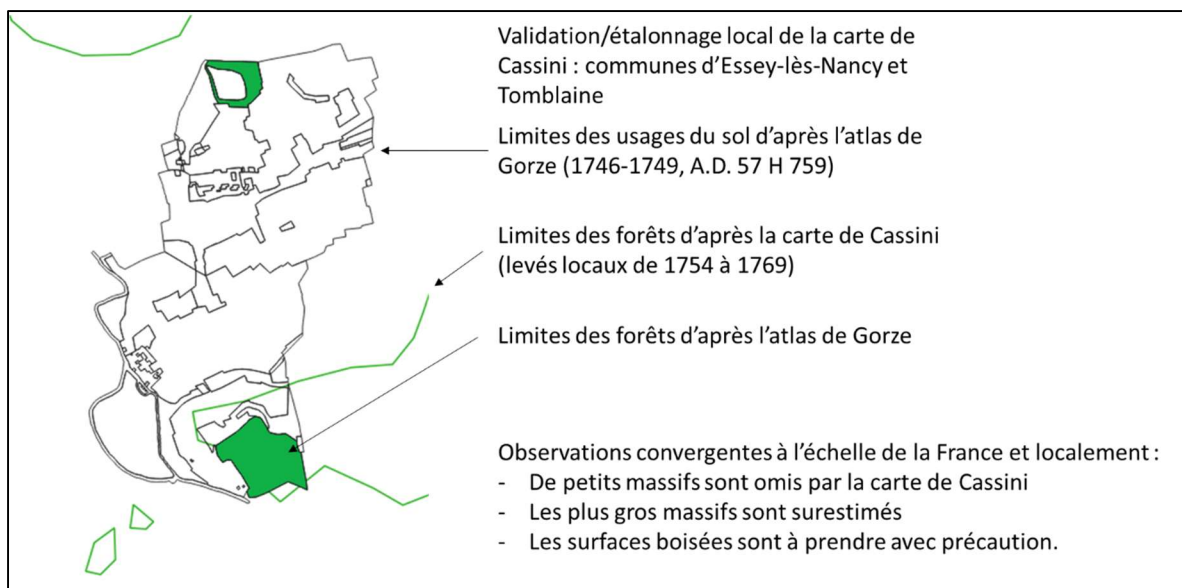 Validation/étalonnage local de la carte de
Cassini : communes d’Essey-lès-Nancy et
Tomblaine
Limites des usages du sol d’après l’atlas de
Gorze (1746-1749, A.D. 57 H 759)
Limites des forêts d’après la carte de Cassini
(levés locaux de 1754 à 1769)
Limites des forêts d’après l’atlas de Gorze
Observations convergentes à l’échelle de la France et localement :
- De petits massifs sont omis par la carte de Cassini
- Les plus gros massifs sont surestimés
- Les surfaces boisées sont à prendre avec précaution.